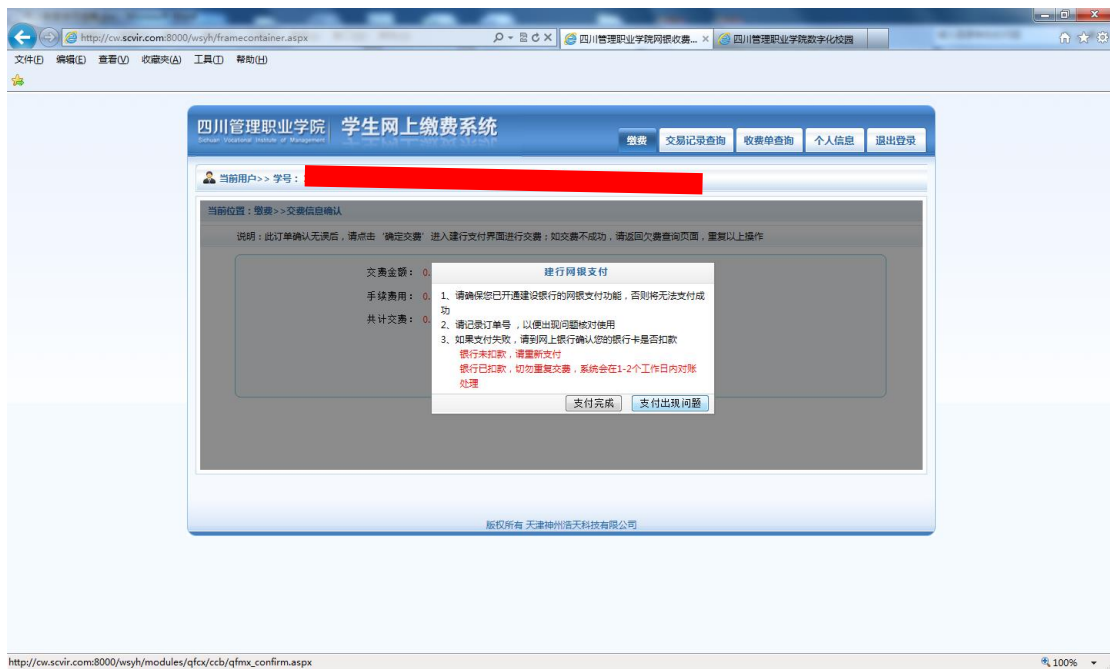 http://cw.scvir.com:8000/wsyh/framecontainer.aspx
四川管理职业学院网银收费... ×
四川管理职业学院数字化校园
文件(F) 编辑(E) 查看(V) 收藏夹(A) 工具(T) 帮助(H)
四川管理职业学院 学生网上缴费系统
Sichuan Vocational Institute of Management
缴费 交易记录查询 收费单查询 个人信息 退出登录
当前用户>> 学号：
当前位置：缴费>>交费信息确认
说明：此订单确认无误后，请点击‘确定交费’进入建行支付界面进行交费；如交费不成功，请返回欠费查询页面，重复以上操作
交费金额： 0.
手续费用： 0.
共计交费： 0.
建行网银支付
1、请确保您已开通建设银行的网银支付功能，否则将无法支付成
功
2、请记录订单号 ，以便出现问题核对使用
3、如果支付失败，请到网上银行确认您的银行卡是否扣款
银行未扣款，请重新支付
银行已扣款，切勿重复交费，系统会在1-2个工作日内对账
处理
支付完成 支付出现问题
版权所有 天津神州浩天科技有限公司
http://cw.scvir.com:8000/wsyh/modules/qfcx/ccb/qfmx_confirm.aspx
100%